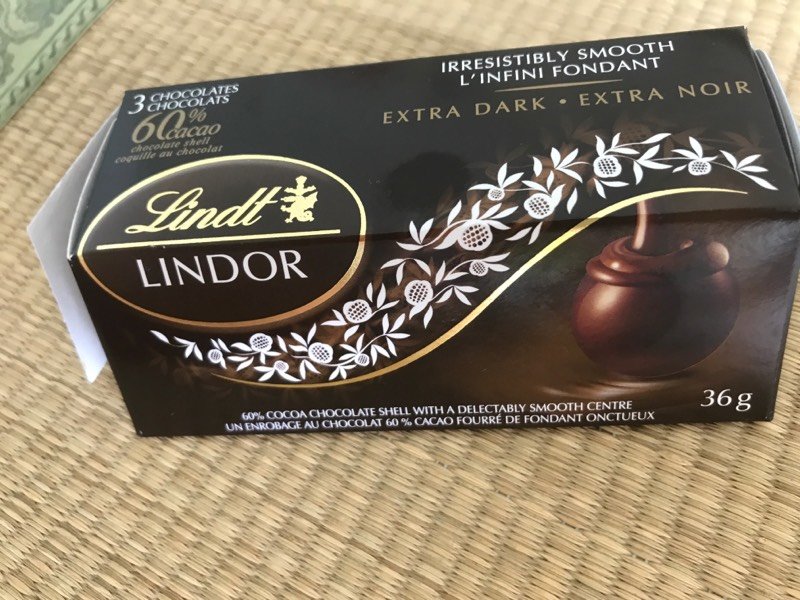 3 CHOCOLATES
CHOCOLATS
60% cacao
chocolate shell
coquille au chocolat
IRRESISTIBLY SMOOTH
L'INFINI FONDANT
EXTRA DARK • EXTRA NOIR
Lindt
LINDOR
60% COCOA CHOCOLATE SHELL WITH A DELECTABLY SMOOTH CENTRE
UN ENROBAGE AU CHOCOLAT 60 % CACAO FOURRÉ DE FONDANT ONCTUEUX
36 g